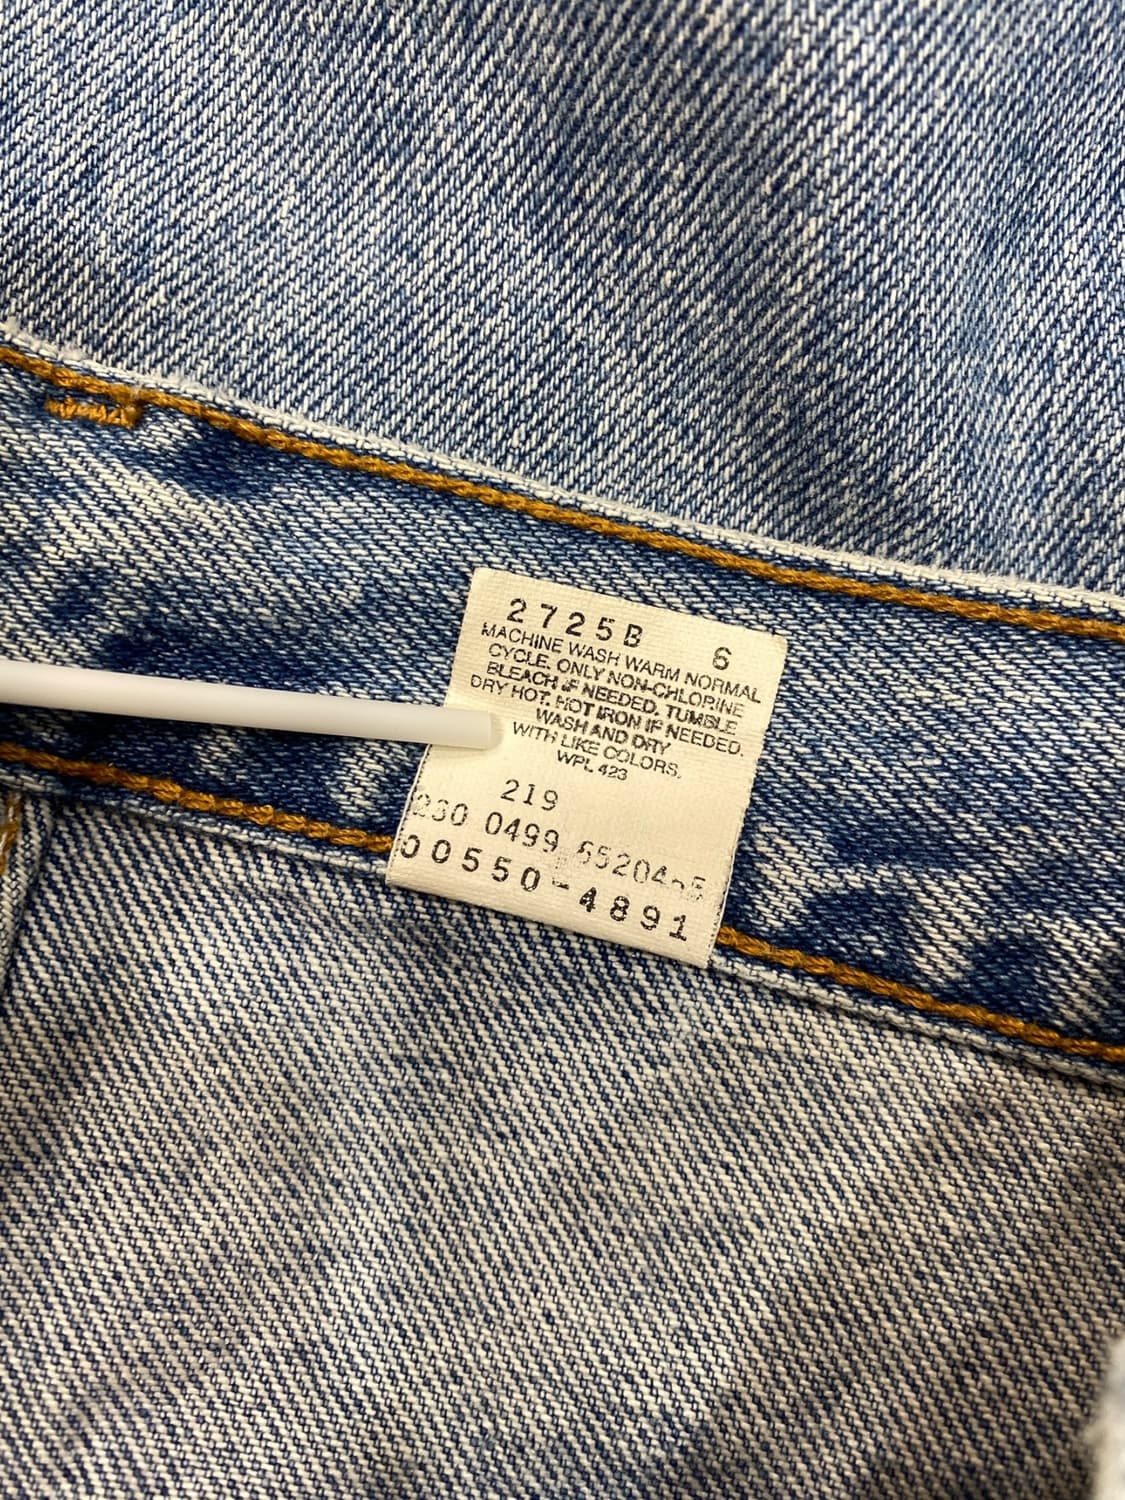 2725B 6
MACHINE WASH WARM NORMAL
CYCLE. ONLY NON-CHLORINE
BLEACH IF NEEDED. TUMBLE
DRY HOT. HOT IRON IF NEEDED.
WASH AND DRY
WITH LIKE COLORS.
WPL 423
219
0499
00550-4891